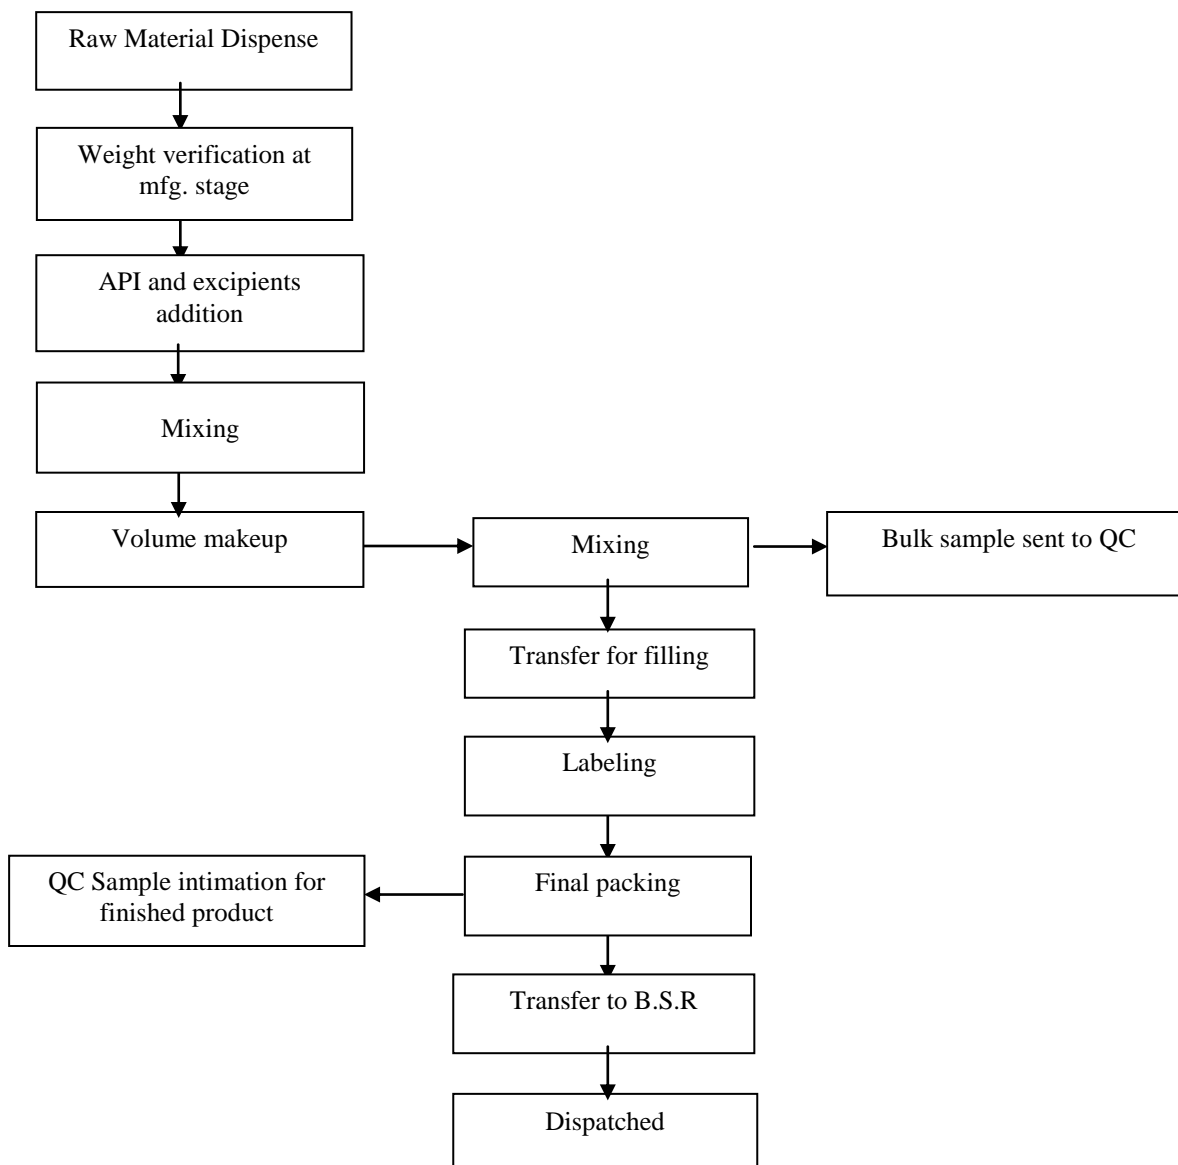 Raw Material Dispense
Weight verification at
mfg. stage
API and excipients
addition
Mixing
Volume makeup
Mixing
Bulk sample sent to QC
Transfer for filling
Labeling
Final packing
QC Sample intimation for
finished product
Transfer to B.S.R
Dispatched